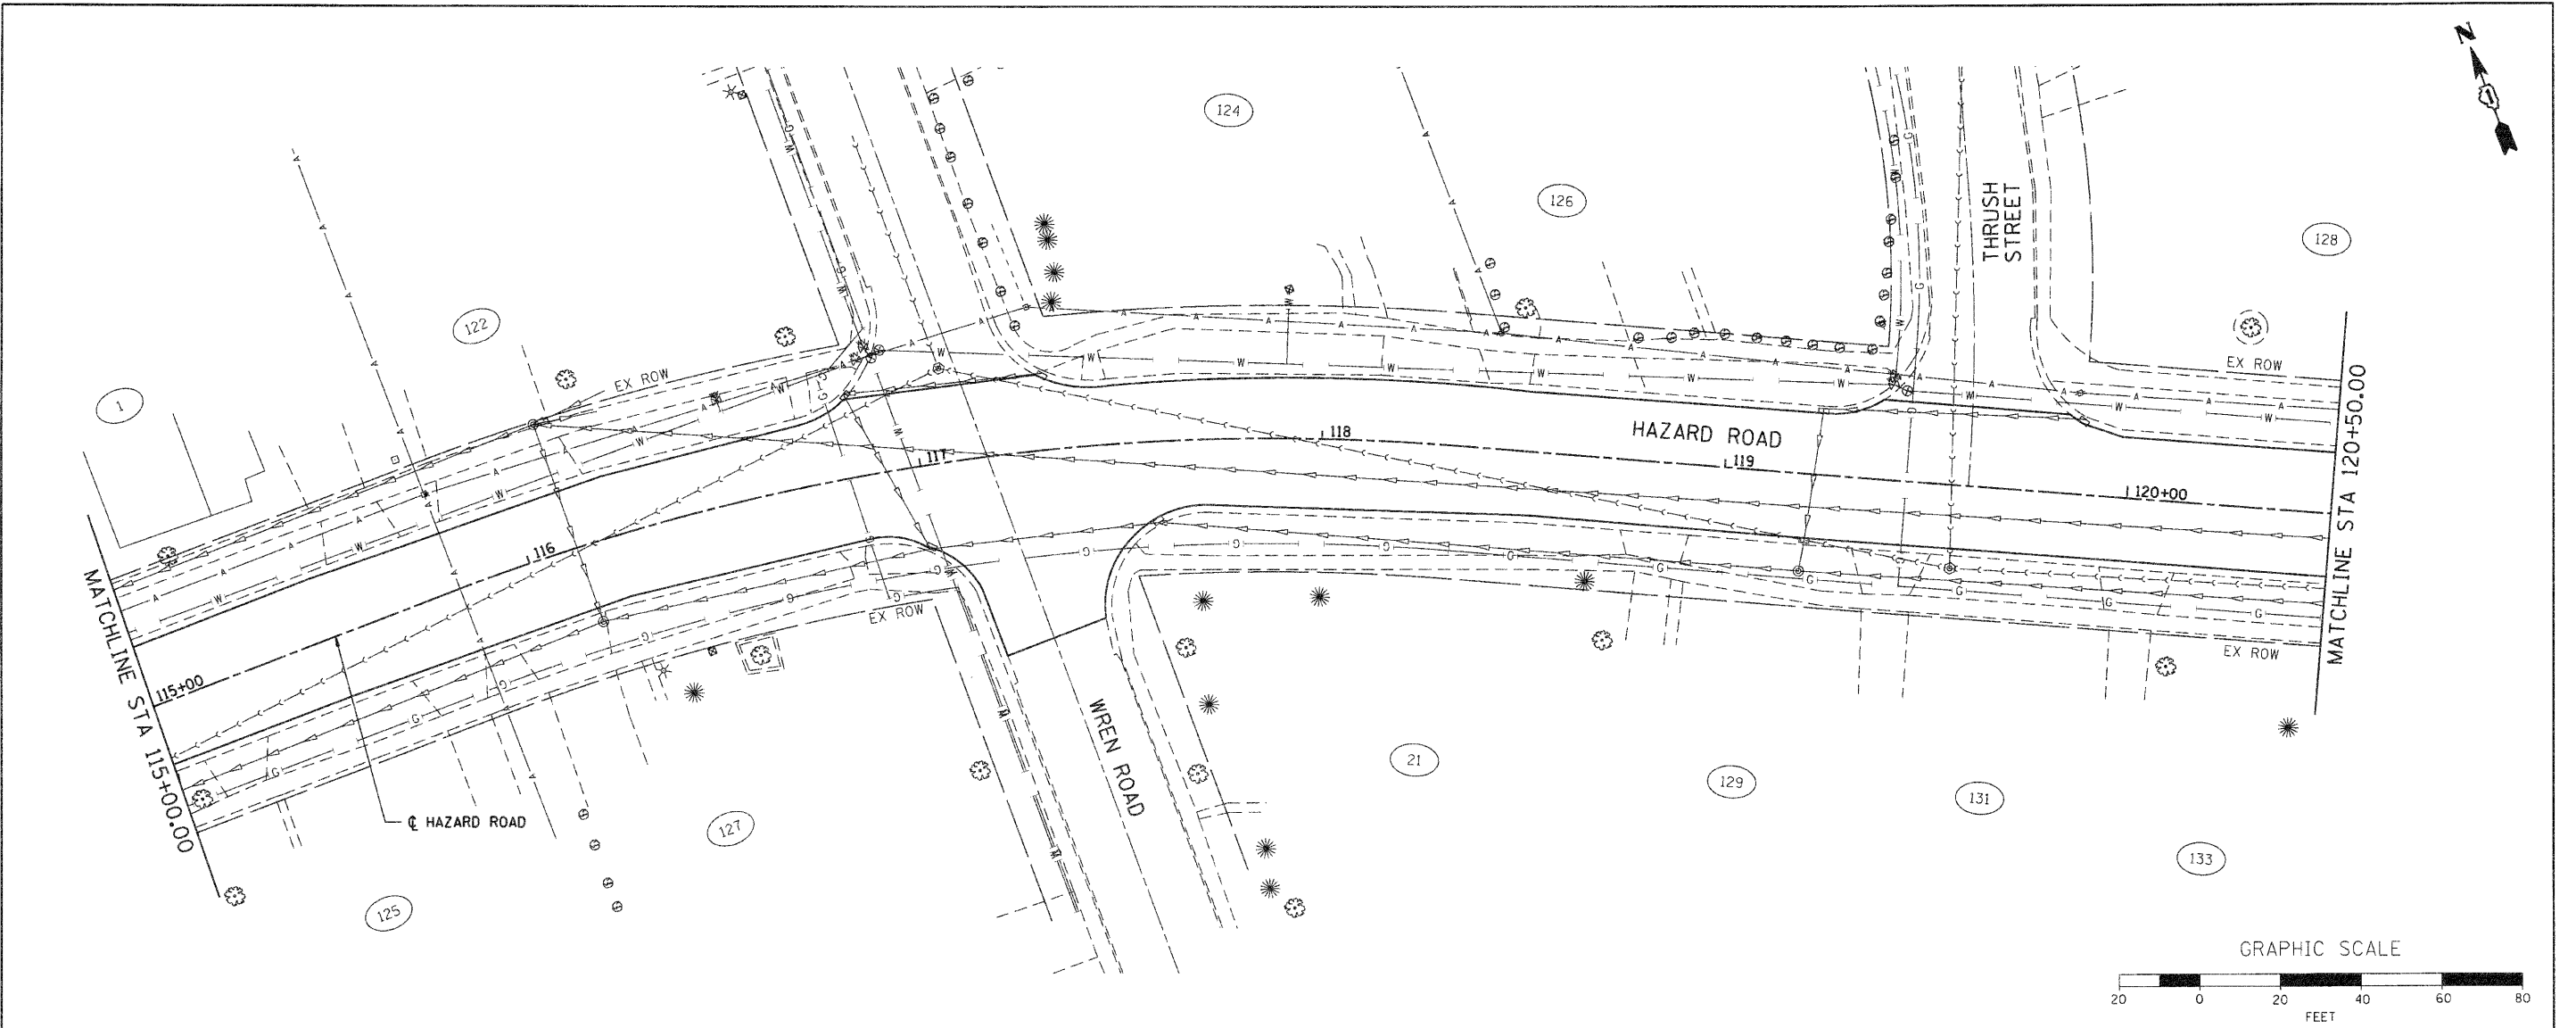 N
124
126
THRUSH
STREET
128
122
EX ROW
EX ROW
1
118
HAZARD ROAD
117
119
120+00
MATCHLINE STA 120+50.00
116
EX ROW
EX ROW
MATCHLINE STA 115+00.00
115+00
WREN ROAD
21
129
131
℄ HAZARD ROAD
127
133
125
GRAPHIC SCALE
20 0 20 40 60 80
FEET